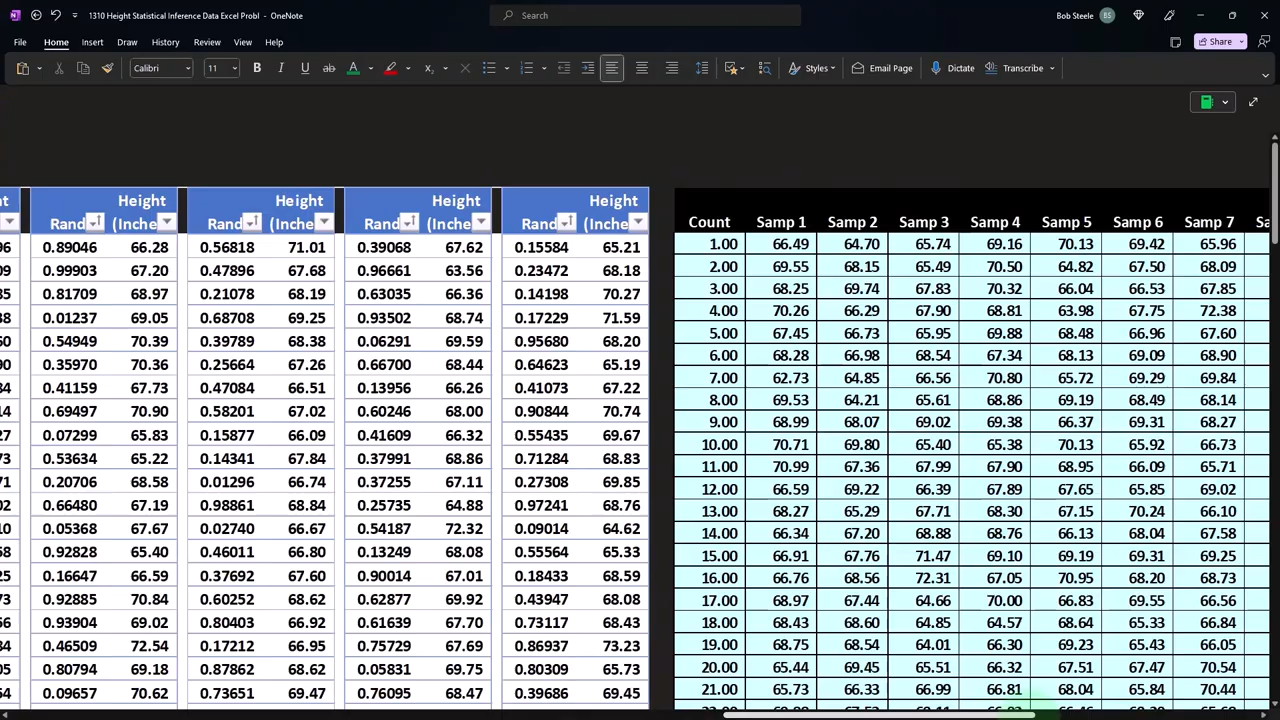 1310 Height Statistical Inference Data Excel Probl - OneNote
Search
Bob Steele
BS
File Home Insert Draw History Review View Help
Share
Calibri 11 B I U ab A x Styles Email Page Dictate Transcribe
Height Height Height Height
Rand (Inche Rand (Inche Rand (Inche Rand (Inche Count Samp 1 Samp 2 Samp 3 Samp 4 Samp 5 Samp 6 Samp 7 Sa
96 0.89046 66.28 0.56818 71.01 0.39068 67.62 0.15584 65.21 1.00 66.49 64.70 65.74 69.16 70.13 69.42 65.96
09 0.99903 67.20 0.47896 67.68 0.96661 63.56 0.23472 68.18 2.00 69.55 68.15 65.49 70.50 64.82 67.50 68.09
35 0.81709 68.97 0.21078 68.19 0.63035 66.36 0.14198 70.27 3.00 68.25 69.74 67.83 70.32 66.04 66.53 67.85
38 0.01237 69.05 0.68708 69.25 0.93502 68.74 0.17229 71.59 4.00 70.26 66.29 67.90 68.81 63.98 67.75 72.38
60 0.54949 70.39 0.39789 68.38 0.06291 69.59 0.95680 68.20 5.00 67.45 66.73 65.95 69.88 68.48 66.96 67.60
90 0.35970 70.36 0.25664 67.26 0.66700 68.44 0.64623 65.19 6.00 68.28 66.98 68.54 67.34 68.13 69.09 68.90
34 0.41159 67.73 0.47084 66.51 0.13956 66.26 0.41073 67.22 7.00 62.73 64.85 66.56 70.80 65.72 69.29 69.84
14 0.69497 70.90 0.58201 67.02 0.60246 68.00 0.90844 70.74 8.00 69.53 64.21 65.61 68.86 69.19 68.49 68.14
27 0.07299 65.83 0.15877 66.09 0.41609 66.32 0.55435 69.67 9.00 68.99 68.07 69.02 69.38 66.37 69.31 68.27
73 0.53634 65.22 0.14341 67.84 0.37991 68.86 0.71284 68.83 10.00 70.71 69.80 65.40 65.38 70.13 65.92 66.73
71 0.20706 68.58 0.01296 66.74 0.37255 67.11 0.27308 69.85 11.00 70.99 67.36 67.99 67.90 68.95 66.09 65.71
02 0.66480 67.19 0.98861 68.84 0.25735 64.88 0.97241 68.76 12.00 66.59 69.22 66.39 67.89 67.65 65.85 69.02
10 0.05368 67.67 0.02740 66.67 0.54187 72.32 0.09014 64.62 13.00 68.27 65.29 67.71 68.30 67.15 70.24 66.10
58 0.92828 65.40 0.46011 66.80 0.13249 68.08 0.55564 65.33 14.00 66.34 67.20 68.88 68.76 66.13 68.04 67.58
25 0.16647 66.59 0.37692 67.60 0.90014 67.01 0.18433 68.59 15.00 66.91 67.76 71.47 69.10 69.19 69.31 69.25
73 0.92885 70.84 0.60252 68.62 0.62877 69.92 0.43947 68.08 16.00 66.76 68.56 72.31 67.05 70.95 68.20 68.73
56 0.93904 69.02 0.80403 66.92 0.61639 67.70 0.73117 68.43 17.00 68.97 67.44 64.66 70.00 66.83 69.55 66.56
34 0.46509 72.54 0.17212 66.95 0.75729 67.69 0.86937 73.23 18.00 68.43 68.60 64.85 64.57 68.64 65.33 66.84
05 0.80794 69.18 0.87862 68.62 0.05831 69.75 0.80309 65.73 19.00 68.75 68.54 64.01 66.30 69.23 65.43 66.08
54 0.09657 70.62 0.73651 69.47 0.76095 68.47 0.39686 69.45 20.00 65.44 69.45 65.51 66.32 67.51 67.47 70.54
21.00 65.73 66.33 66.99 66.81 68.04 65.84 70.44